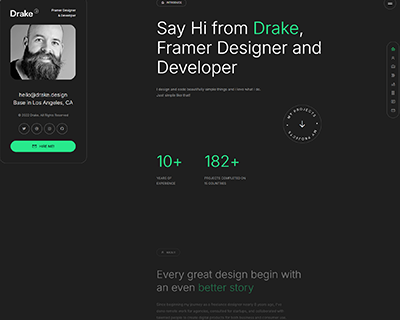 Drake
Framer Designer
& Developer
hello@drake.design
Base in Los Angeles, CA
© 2022 Drake. All Rights Reserved
HIRE ME!
INTRODUCE
Say Hi from Drake,
Framer Designer and
Developer
I design and code beautifully simple things and i love what i do.
Just simple like that!
MY PROJECTS
MY PROJECTS
10+
YEARS OF
EXPERIENCE
182+
PROJECTS COMPLETED ON
15 COUNTRIES
ABOUT
Every great design begin with
an even better story